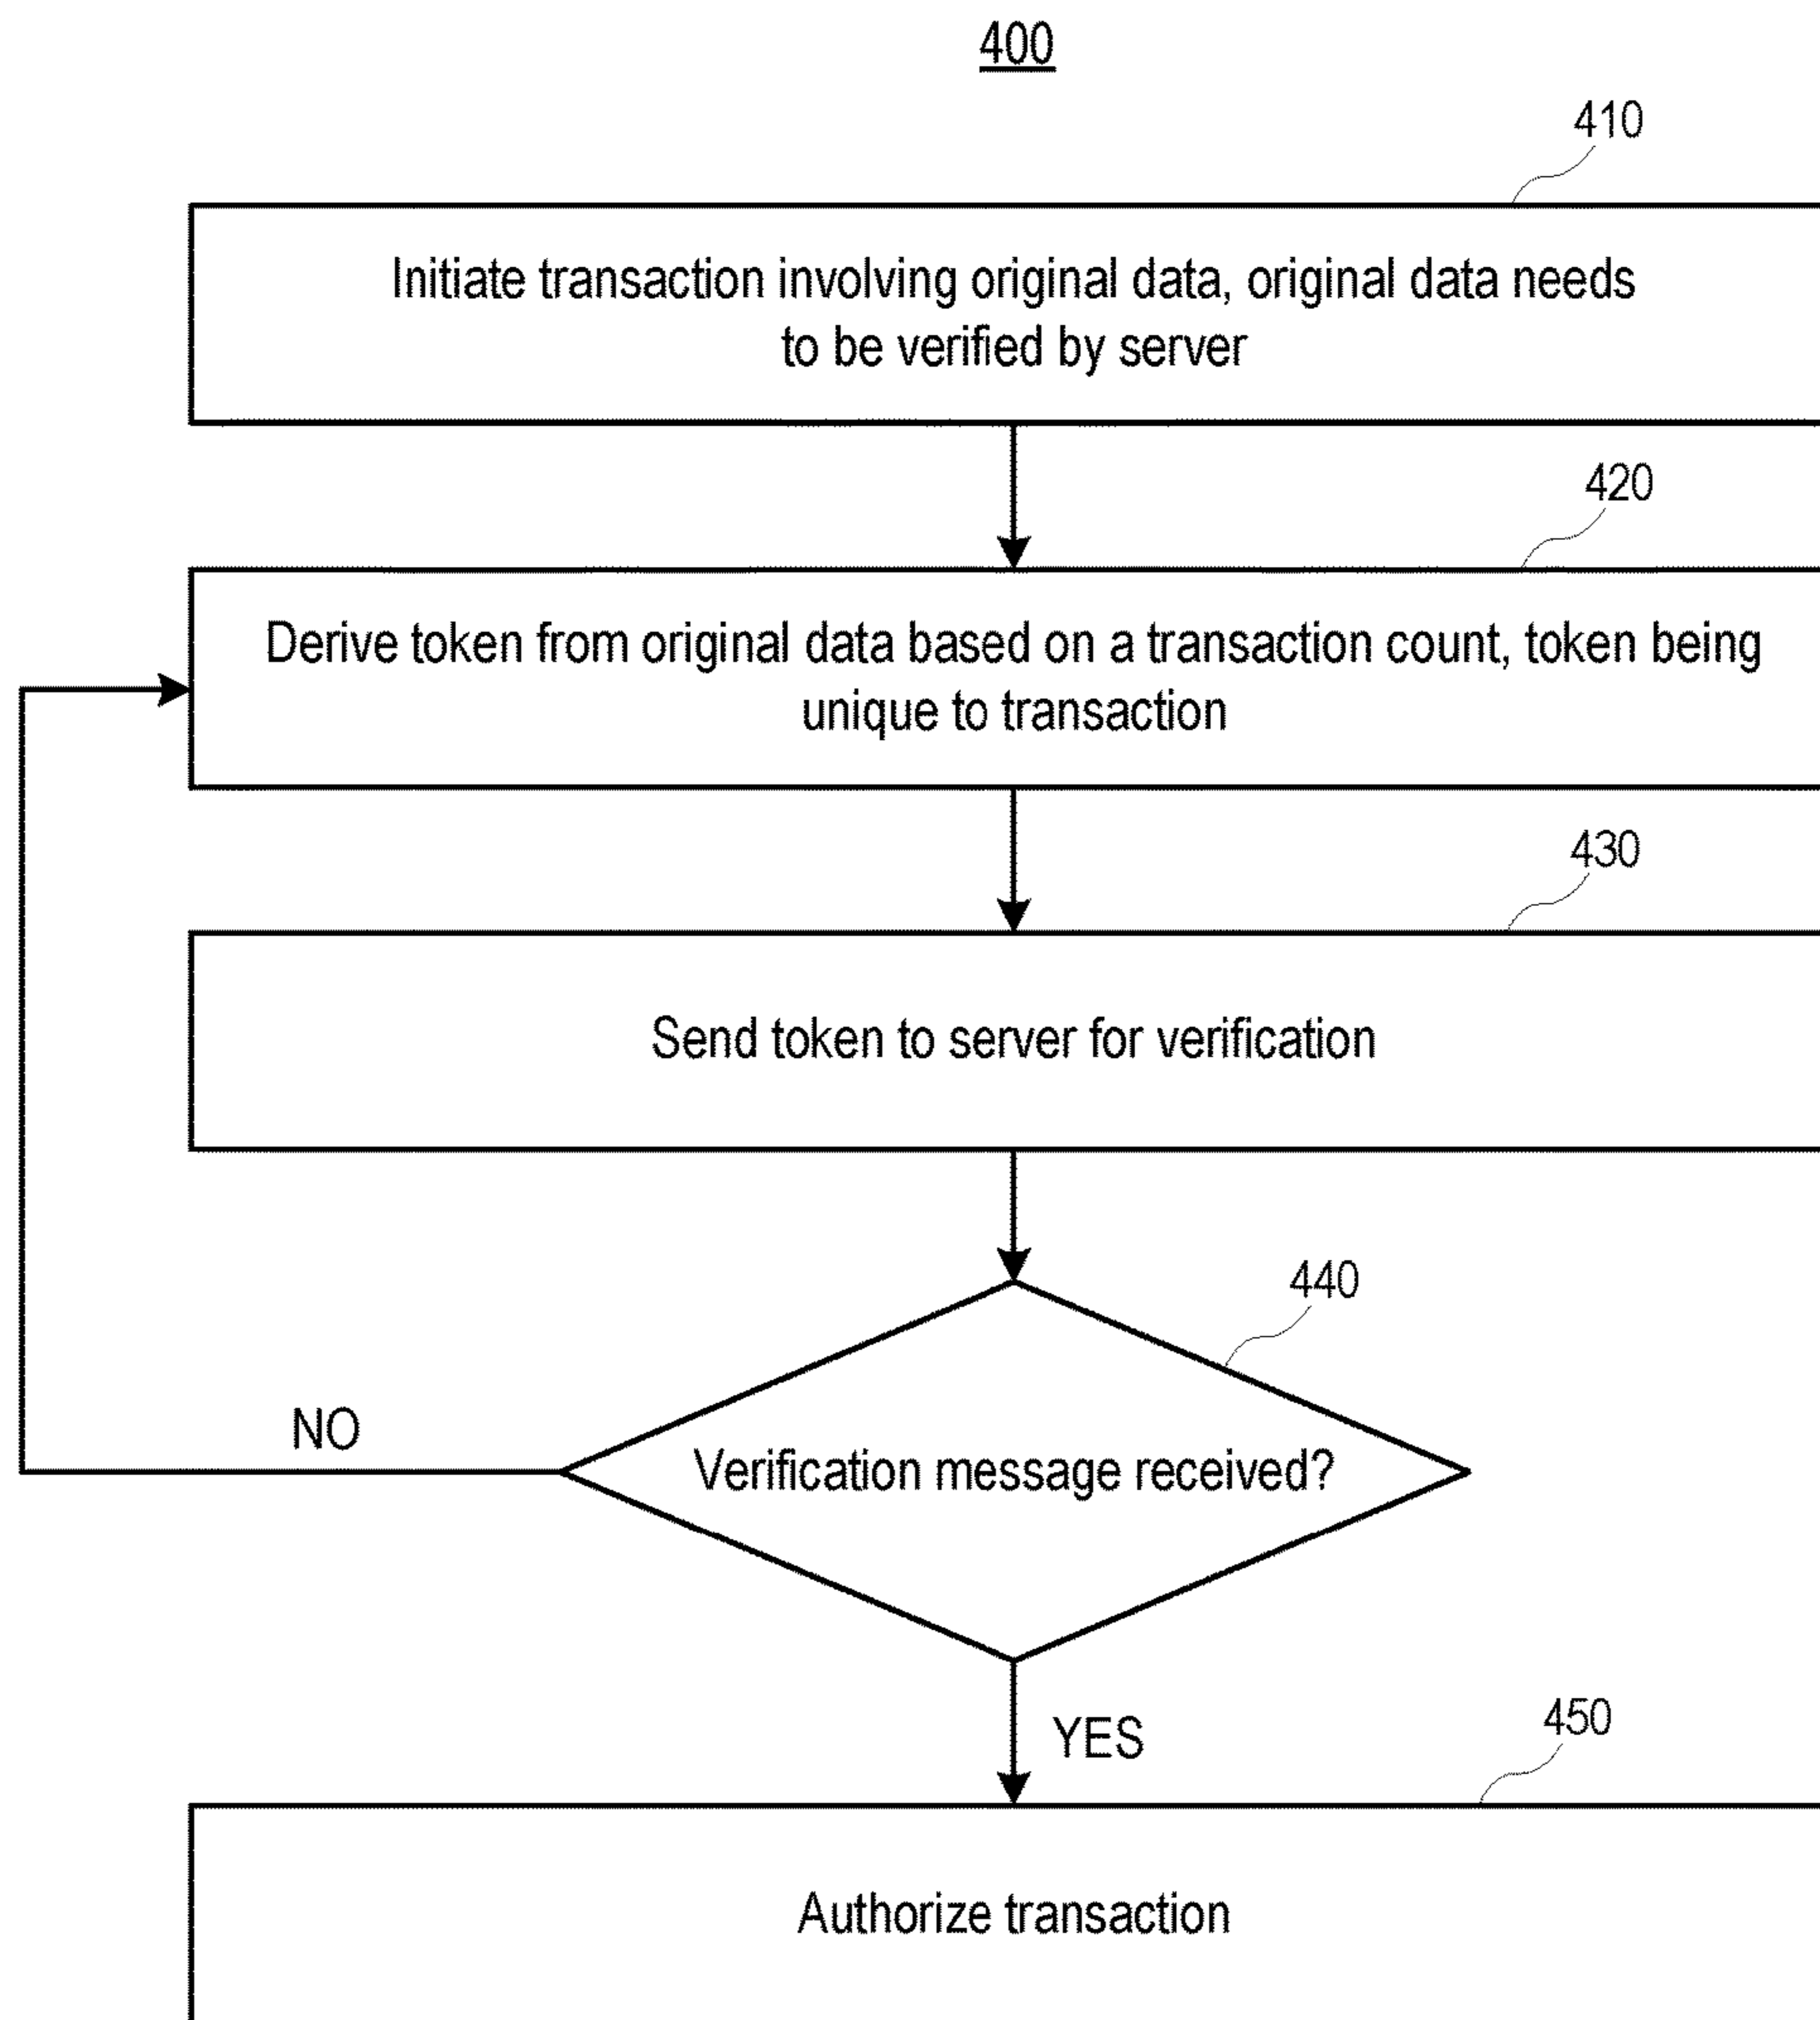 400
410
Initiate transaction involving original data, original data needs
to be verified by server
420
Derive token from original data based on a transaction count, token being
unique to transaction
430
Send token to server for verification
440
Verification message received?
NO
YES
450
Authorize transaction